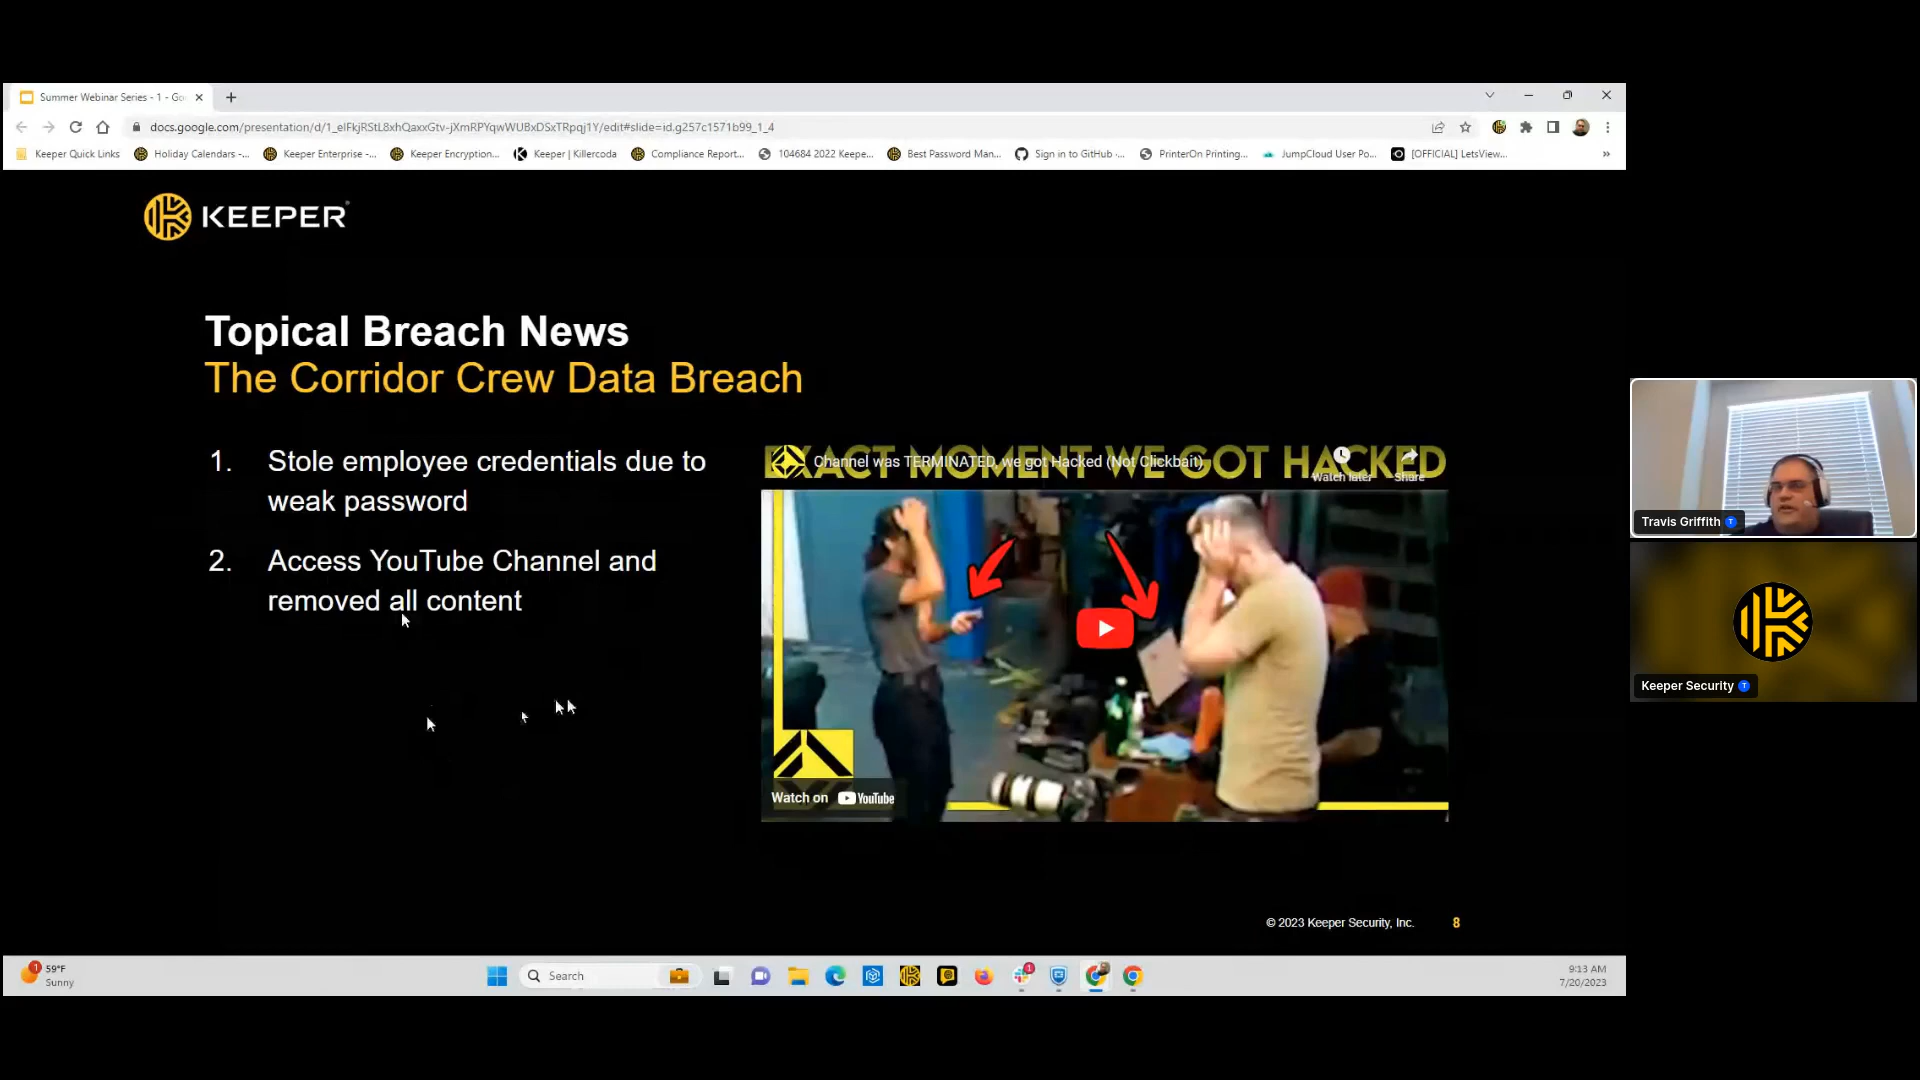 Summer Webinar Series - 1 - Go
docs.google.com/presentation/d/1_eIFkjRStL8xhQaxxGtv-jXmRPYqwWUBxDSxTRpqj1Y/edit#slide=id.g257c1571b99_1_4
Keeper Quick Links
Holiday Calendars -...
Keeper Enterprise -...
Keeper Encryption...
Keeper | Killercoda
Compliance Report...
104684 2022 Keepe...
Best Password Man...
Sign in to GitHub ·...
PrinterOn Printing...
JumpCloud User Po...
[OFFICIAL] LetsView...
KEEPER
Topical Breach News
The Corridor Crew Data Breach
1. Stole employee credentials due to
weak password
2. Access YouTube Channel and
removed all content
EXACT MOMENT WE GOT HACKED
Channel was TERMINATED, we got Hacked (Not Clickbait)
Watch later
Share
Watch on YouTube
© 2023 Keeper Security, Inc.
8
Travis Griffith
T
Keeper Security
T
1
59°F
Sunny
Search
1
9:13 AM
7/20/2023